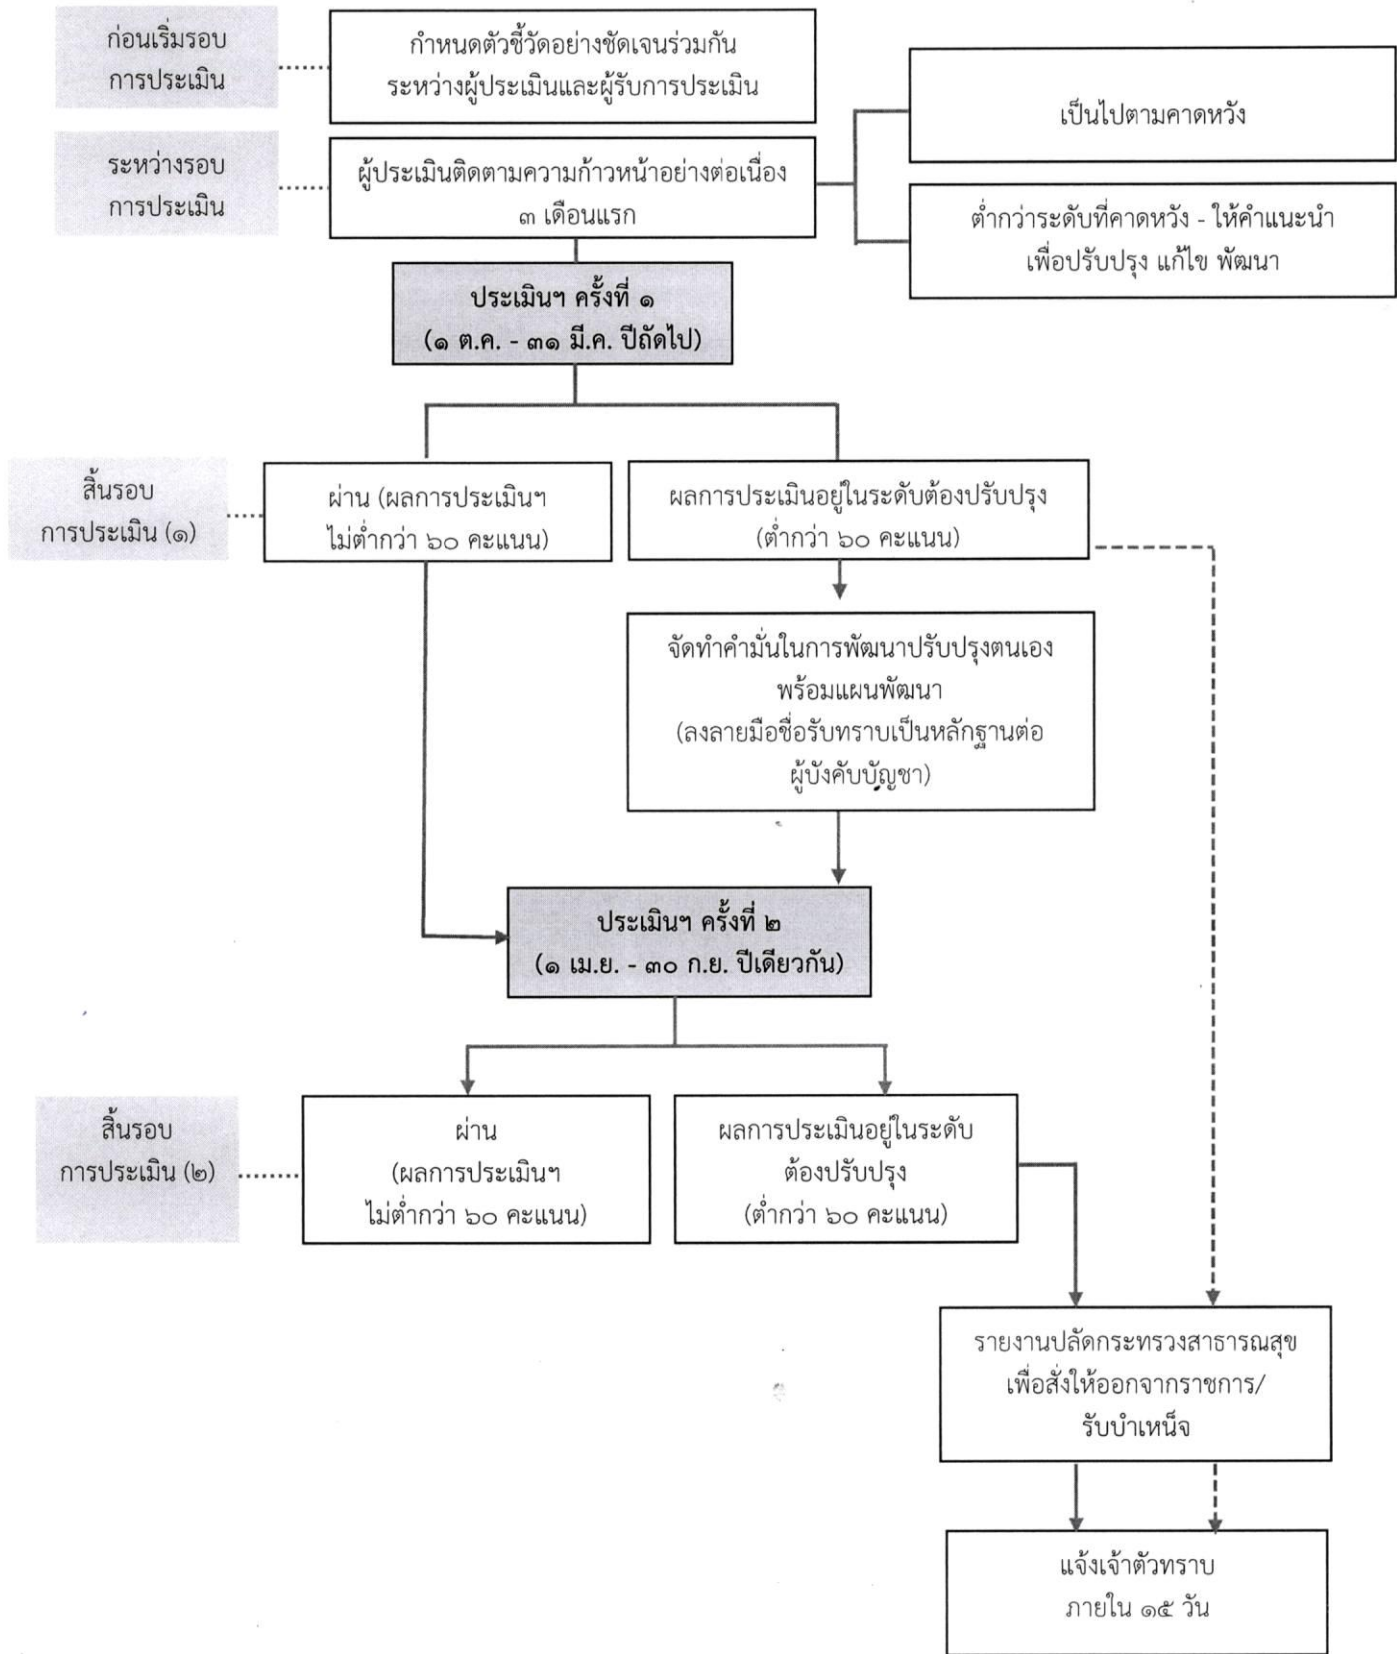 ก่อนเริ่มรอบ
การประเมิน
กำหนดตัวชี้วัดอย่างชัดเจนร่วมกัน
ระหว่างผู้ประเมินและผู้รับการประเมิน
ระหว่างรอบ
การประเมิน
ผู้ประเมินติดตามความก้าวหน้าอย่างต่อเนื่อง
๓ เดือนแรก
เป็นไปตามคาดหวัง
ต่ำกว่าระดับที่คาดหวัง - ให้คำแนะนำ
เพื่อปรับปรุง แก้ไข พัฒนา
ประเมินฯ ครั้งที่ ๑
(๑ ต.ค. - ๓๑ มี.ค. ปีถัดไป)
สิ้นรอบ
การประเมิน (๑)
ผ่าน (ผลการประเมินฯ
ไม่ต่ำกว่า ๖๐ คะแนน)
ผลการประเมินอยู่ในระดับต้องปรับปรุง
(ต่ำกว่า ๖๐ คะแนน)
จัดทำคำมั่นในการพัฒนาปรับปรุงตนเอง
พร้อมแผนพัฒนา
(ลงลายมือชื่อรับทราบเป็นหลักฐานต่อ
ผู้บังคับบัญชา)
ประเมินฯ ครั้งที่ ๒
(๑ เม.ย. - ๓๐ ก.ย. ปีเดียวกัน)
สิ้นรอบ
การประเมิน (๒)
ผ่าน
(ผลการประเมินฯ
ไม่ต่ำกว่า ๖๐ คะแนน)
ผลการประเมินอยู่ในระดับ
ต้องปรับปรุง
(ต่ำกว่า ๖๐ คะแนน)
รายงานปลัดกระทรวงสาธารณสุข
เพื่อสั่งให้ออกจากราชการ/
รับบำเหน็จ
แจ้งเจ้าตัวทราบ
ภายใน ๑๕ วัน